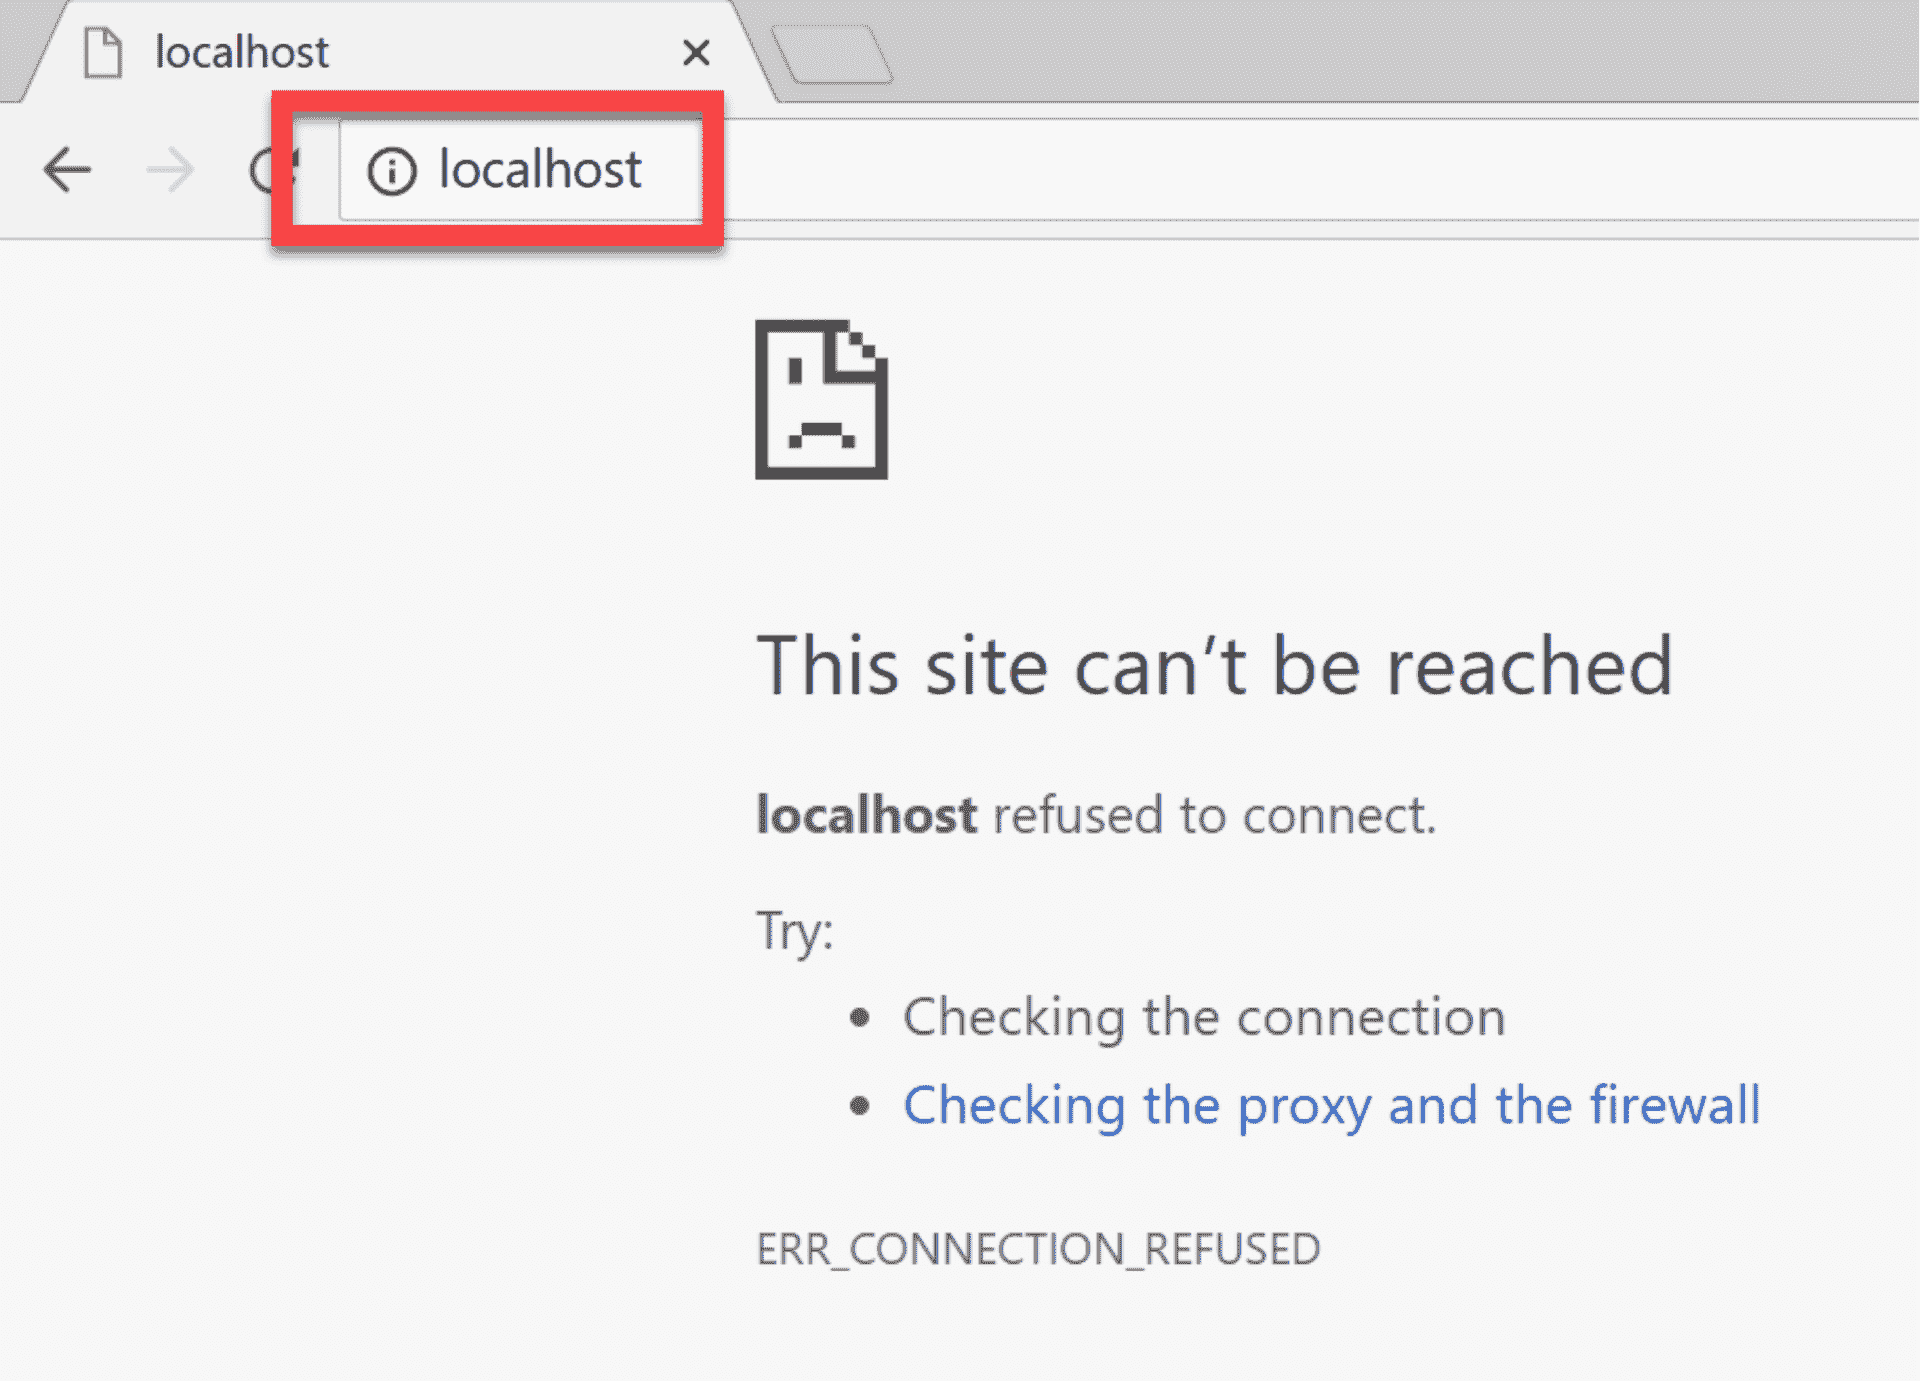 localhost
localhost
This site can’t be reached
localhost refused to connect.
Try:
Checking the connection
Checking the proxy and the firewall
ERR_CONNECTION_REFUSED